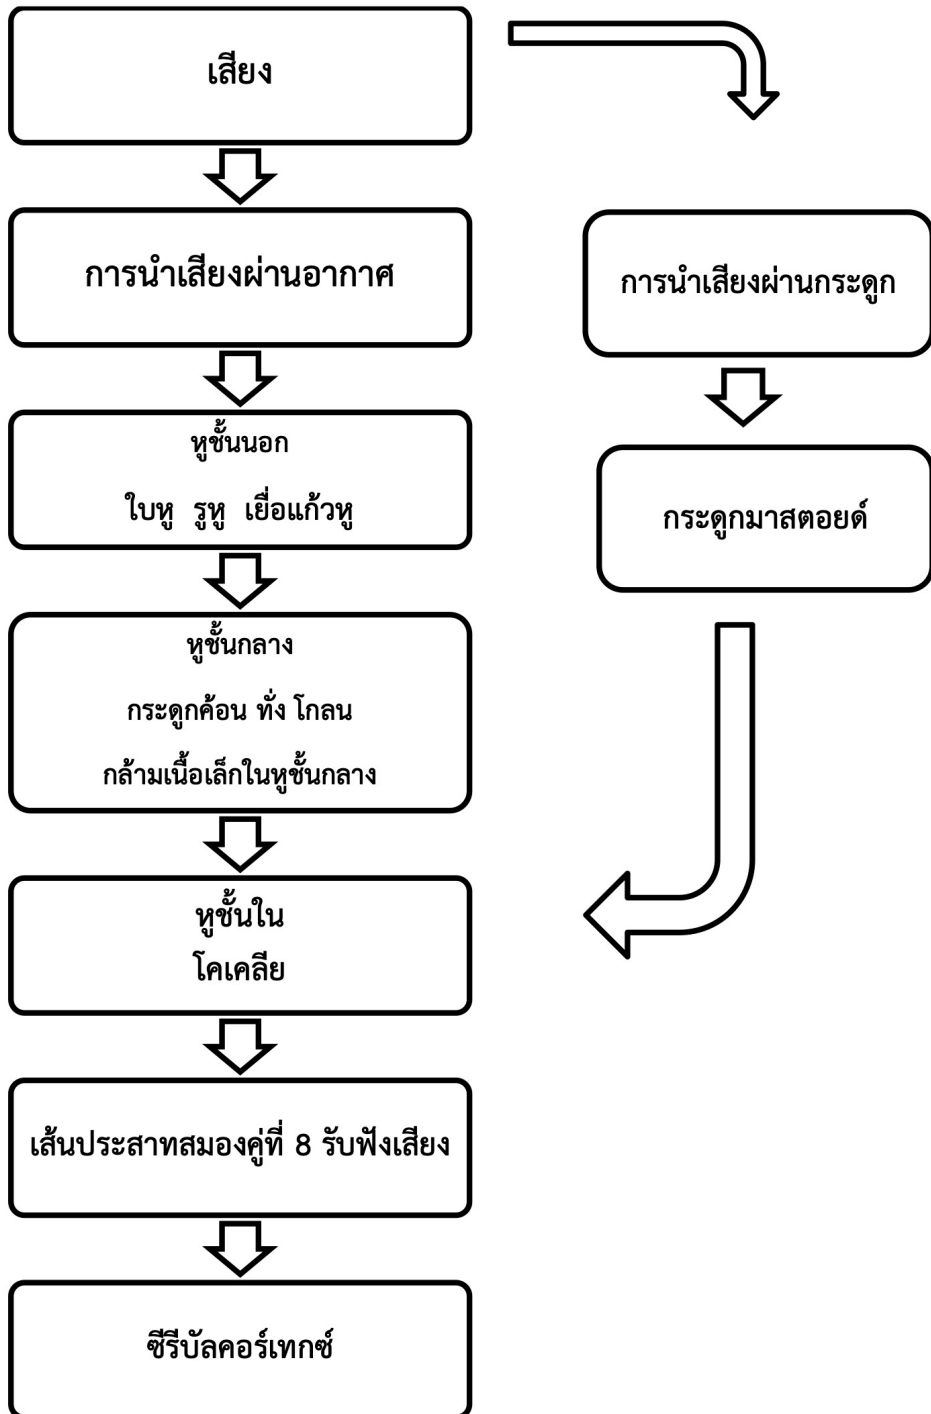 เสียง
การนำเสียงผ่านอากาศ
การนำเสียงผ่านกระดูก
หูชั้นนอก
ใบหู รูหู เยื่อแก้วหู
กระดูกมาสตอยด์
หูชั้นกลาง
กระดูกค้อน ทั่ง โกลน
กล้ามเนื้อเล็กในหูชั้นกลาง
หูชั้นใน
โคเคลีย
เส้นประสาทสมองคู่ที่ 8 รับฟังเสียง
ซีรีบัลคอร์เทกซ์